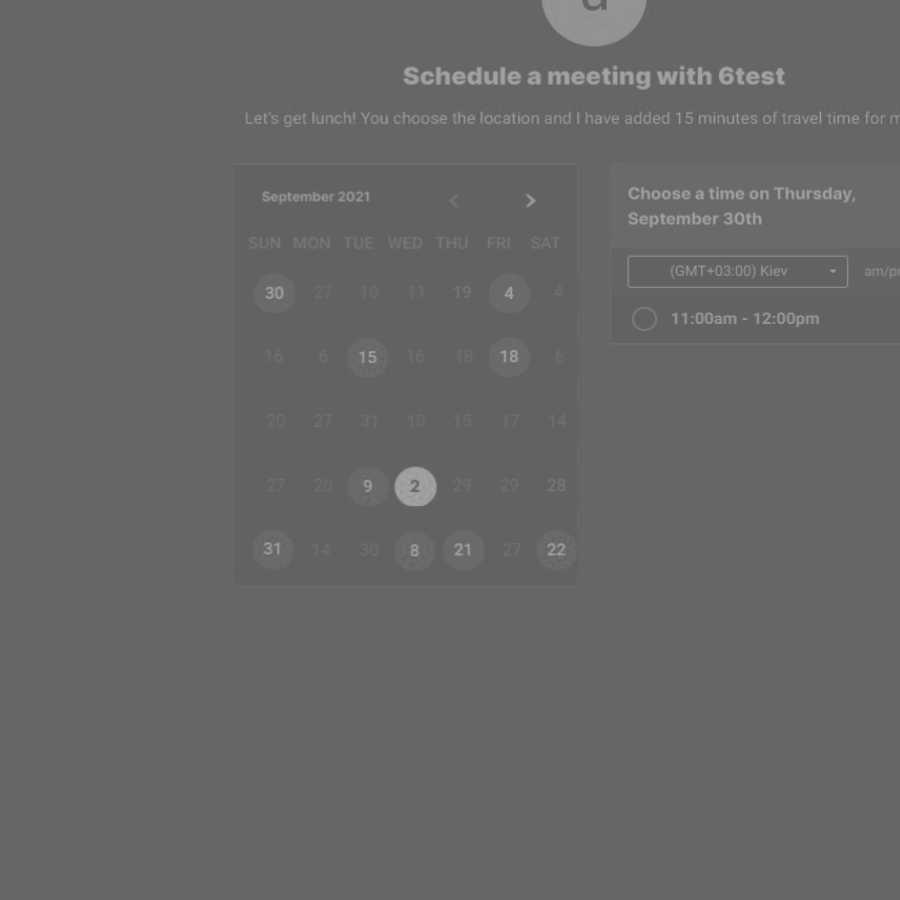 Schedule a meeting with 6test
Let's get lunch! You choose the location and I have added 15 minutes of travel time for m
September 2021
SUN MON TUE WED THU FRI SAT
30 27 10 11 19 4 4
16 6 15 16 18 18 6
20 27 31 10 15 17 14
27 20 9 2 29 29 28
31 14 30 8 21 27 22
Choose a time on Thursday,
September 30th
(GMT+03:00) Kiev am/p
11:00am - 12:00pm